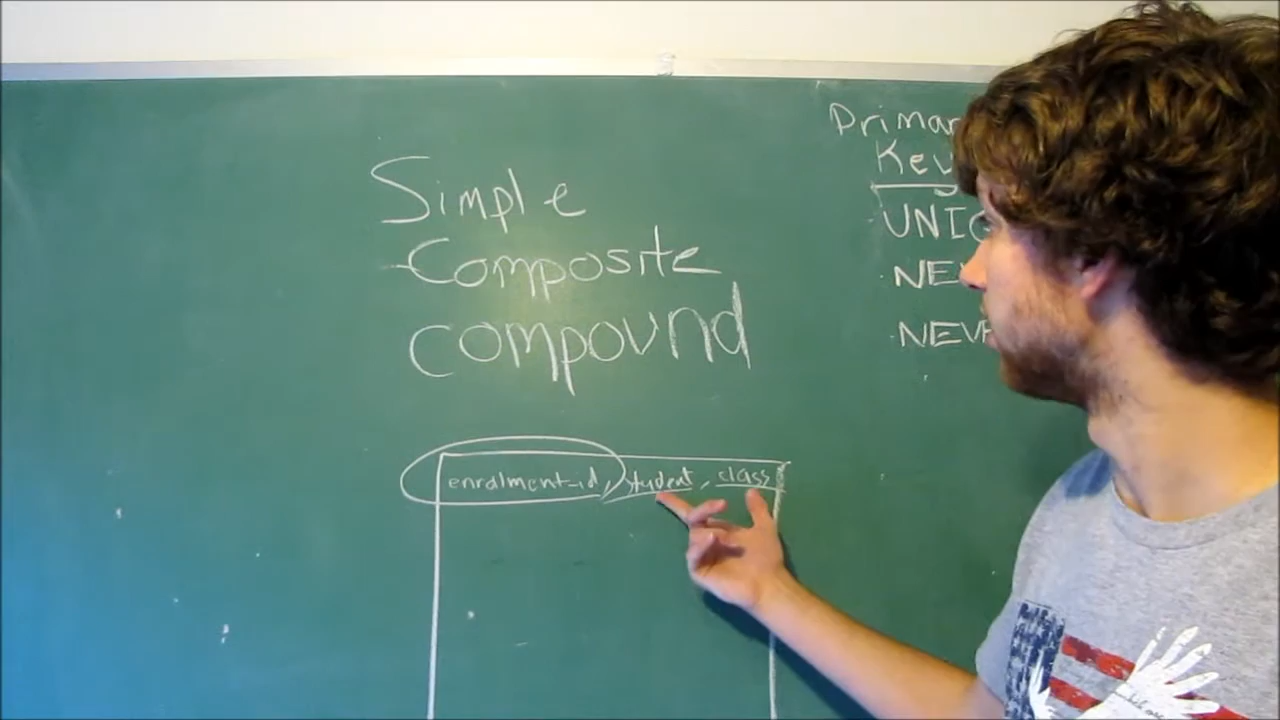 Simple
Composite
compound
Primar
Key
UNIQ
NEV
NEVE
enrolment_id, student, class